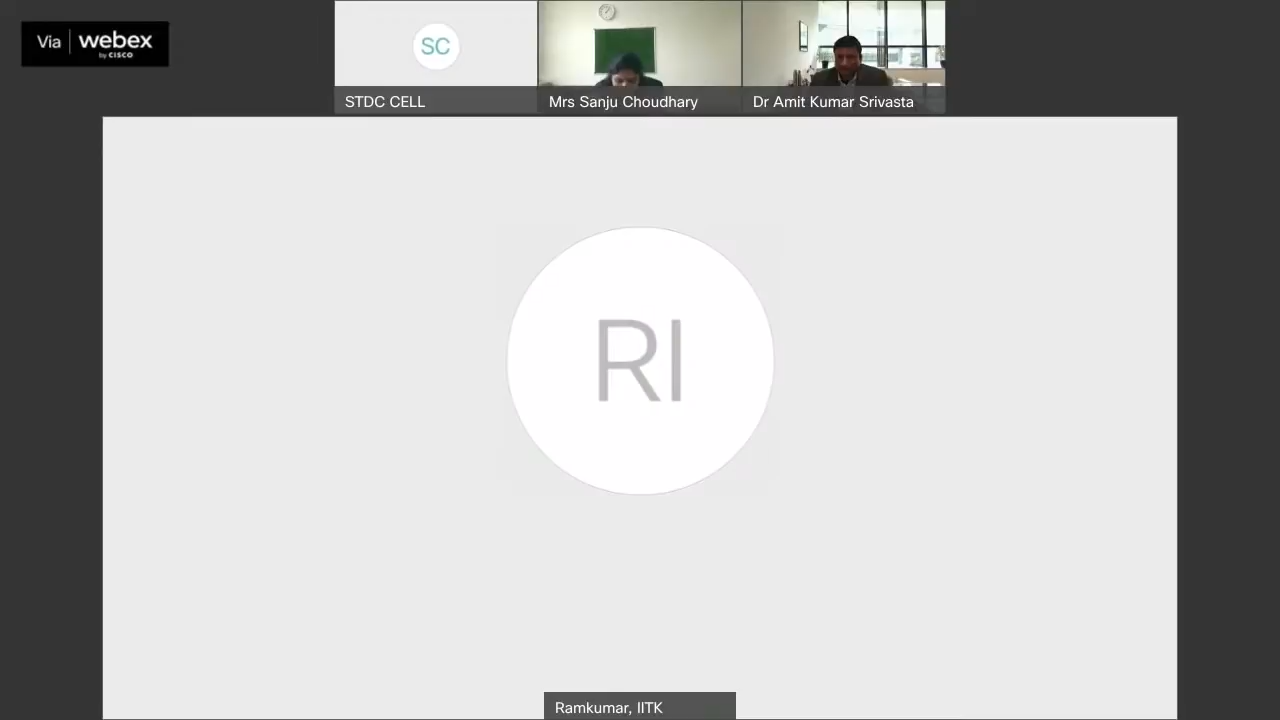 Via webex
by CISCO
SC
STDC CELL
Mrs Sanju Choudhary
Dr Amit Kumar Srivasta
RI
Ramkumar, IITK